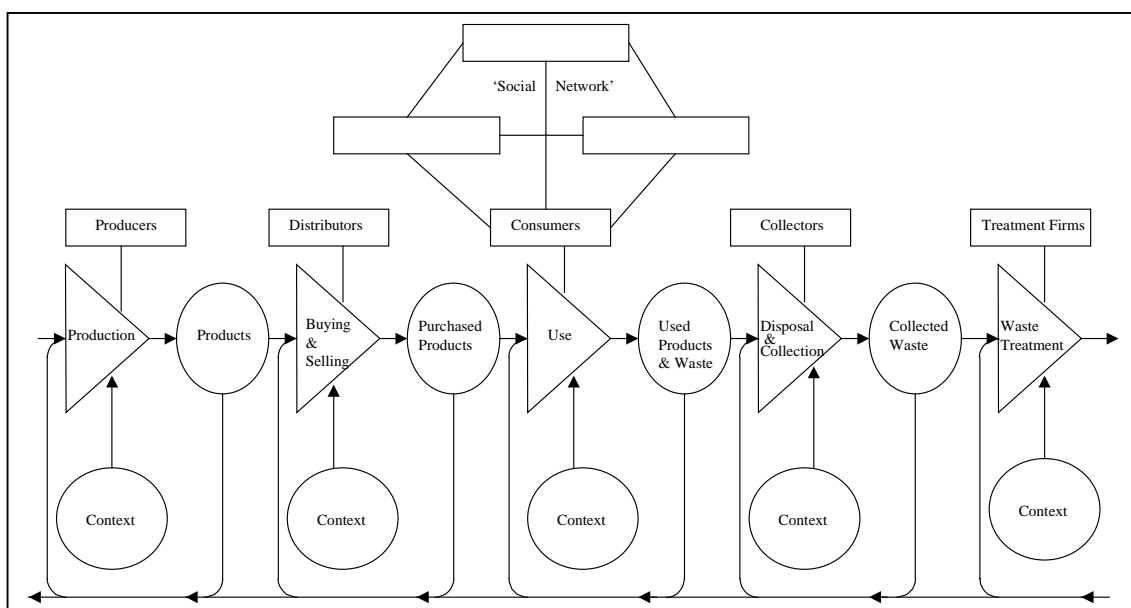 ‘Social Network’
Producers
Distributors
Consumers
Collectors
Treatment Firms
Production
Products
Buying
&
Selling
Purchased
Products
Use
Used
Products
& Waste
Disposal
&
Collection
Collected
Waste
Waste
Treatment
Context
Context
Context
Context
Context